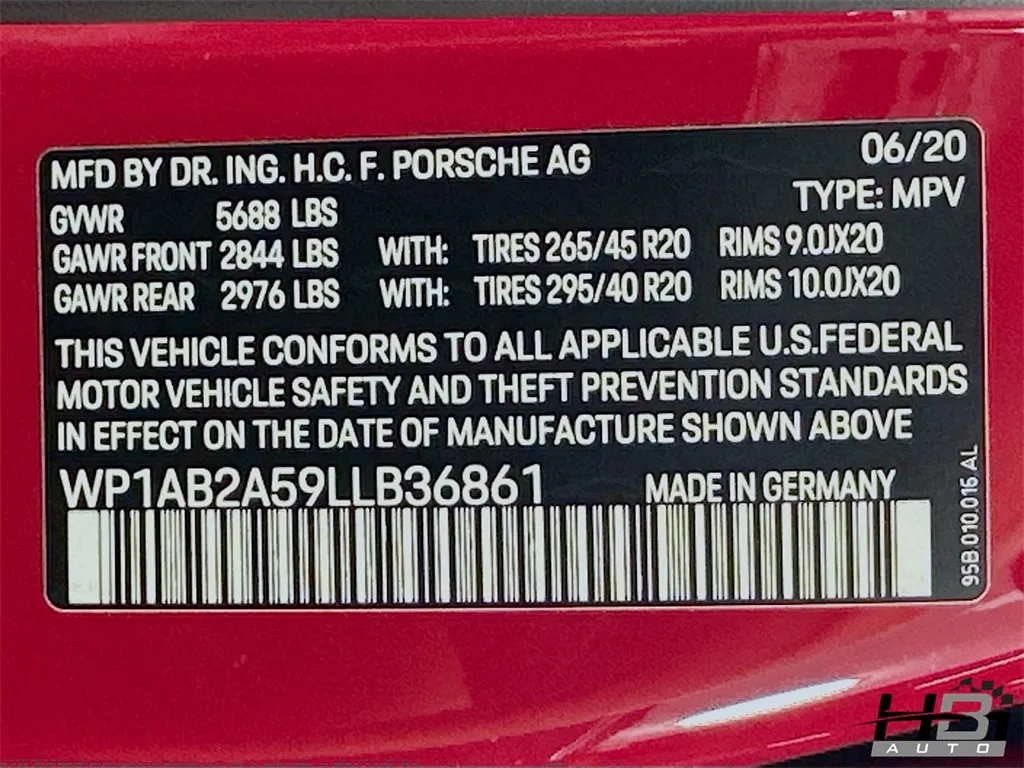 MFD BY DR. ING. H.C. F. PORSCHE AG 06/20
TYPE: MPV
GVWR 5688 LBS
GAWR FRONT 2844 LBS WITH: TIRES 265/45 R20 RIMS 9.0JX20
GAWR REAR 2976 LBS WITH: TIRES 295/40 R20 RIMS 10.0JX20
THIS VEHICLE CONFORMS TO ALL APPLICABLE U.S.FEDERAL
MOTOR VEHICLE SAFETY AND THEFT PREVENTION STANDARDS
IN EFFECT ON THE DATE OF MANUFACTURE SHOWN ABOVE
WP1AB2A59LLB36861 MADE IN GERMANY
95B.010.016.AL
HB
AUTO